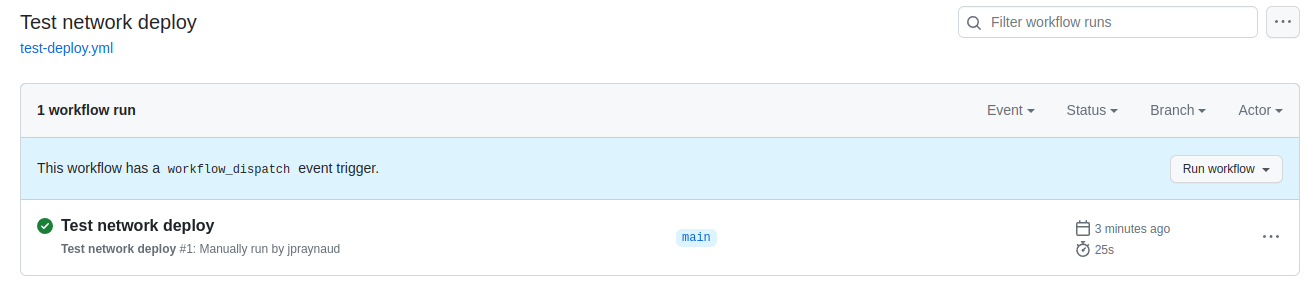 Test network deploy
Filter workflow runs
test-deploy.yml
1 workflow run
Event
Status
Branch
Actor
This workflow has a workflow_dispatch event trigger.
Run workflow
Test network deploy
Test network deploy #1: Manually run by jpraynaud
main
3 minutes ago
25s